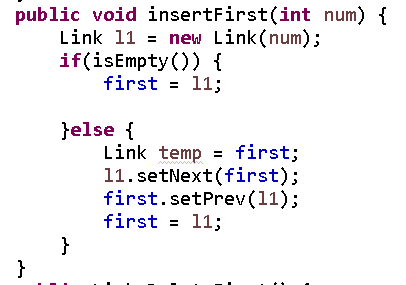 public void insertFirst(int num) {
Link l1 = new Link(num);
if(isEmpty()) {
first = l1;
}else {
Link temp = first;
l1.setNext(first);
first.setPrev(l1);
first = l1;
}
}